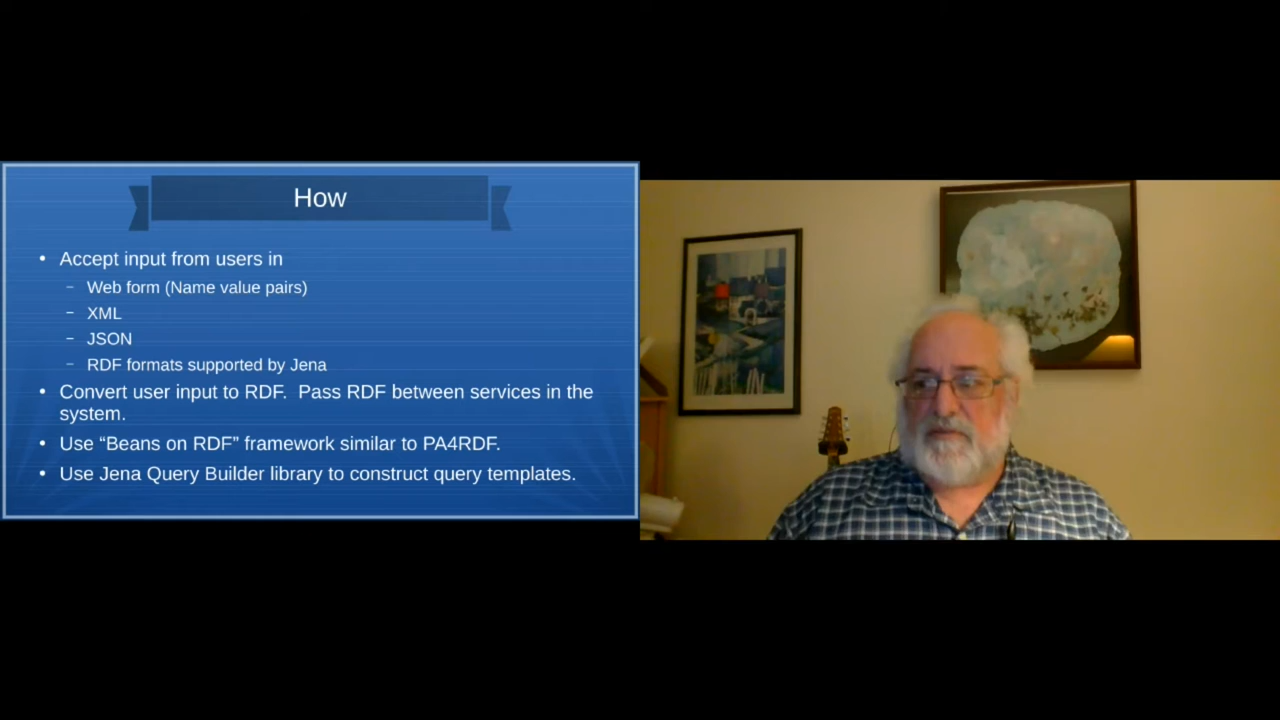 How
• Accept input from users in
– Web form (Name value pairs)
– XML
– JSON
– RDF formats supported by Jena
• Convert user input to RDF.  Pass RDF between services in the
system.
• Use “Beans on RDF” framework similar to PA4RDF.
• Use Jena Query Builder library to construct query templates.